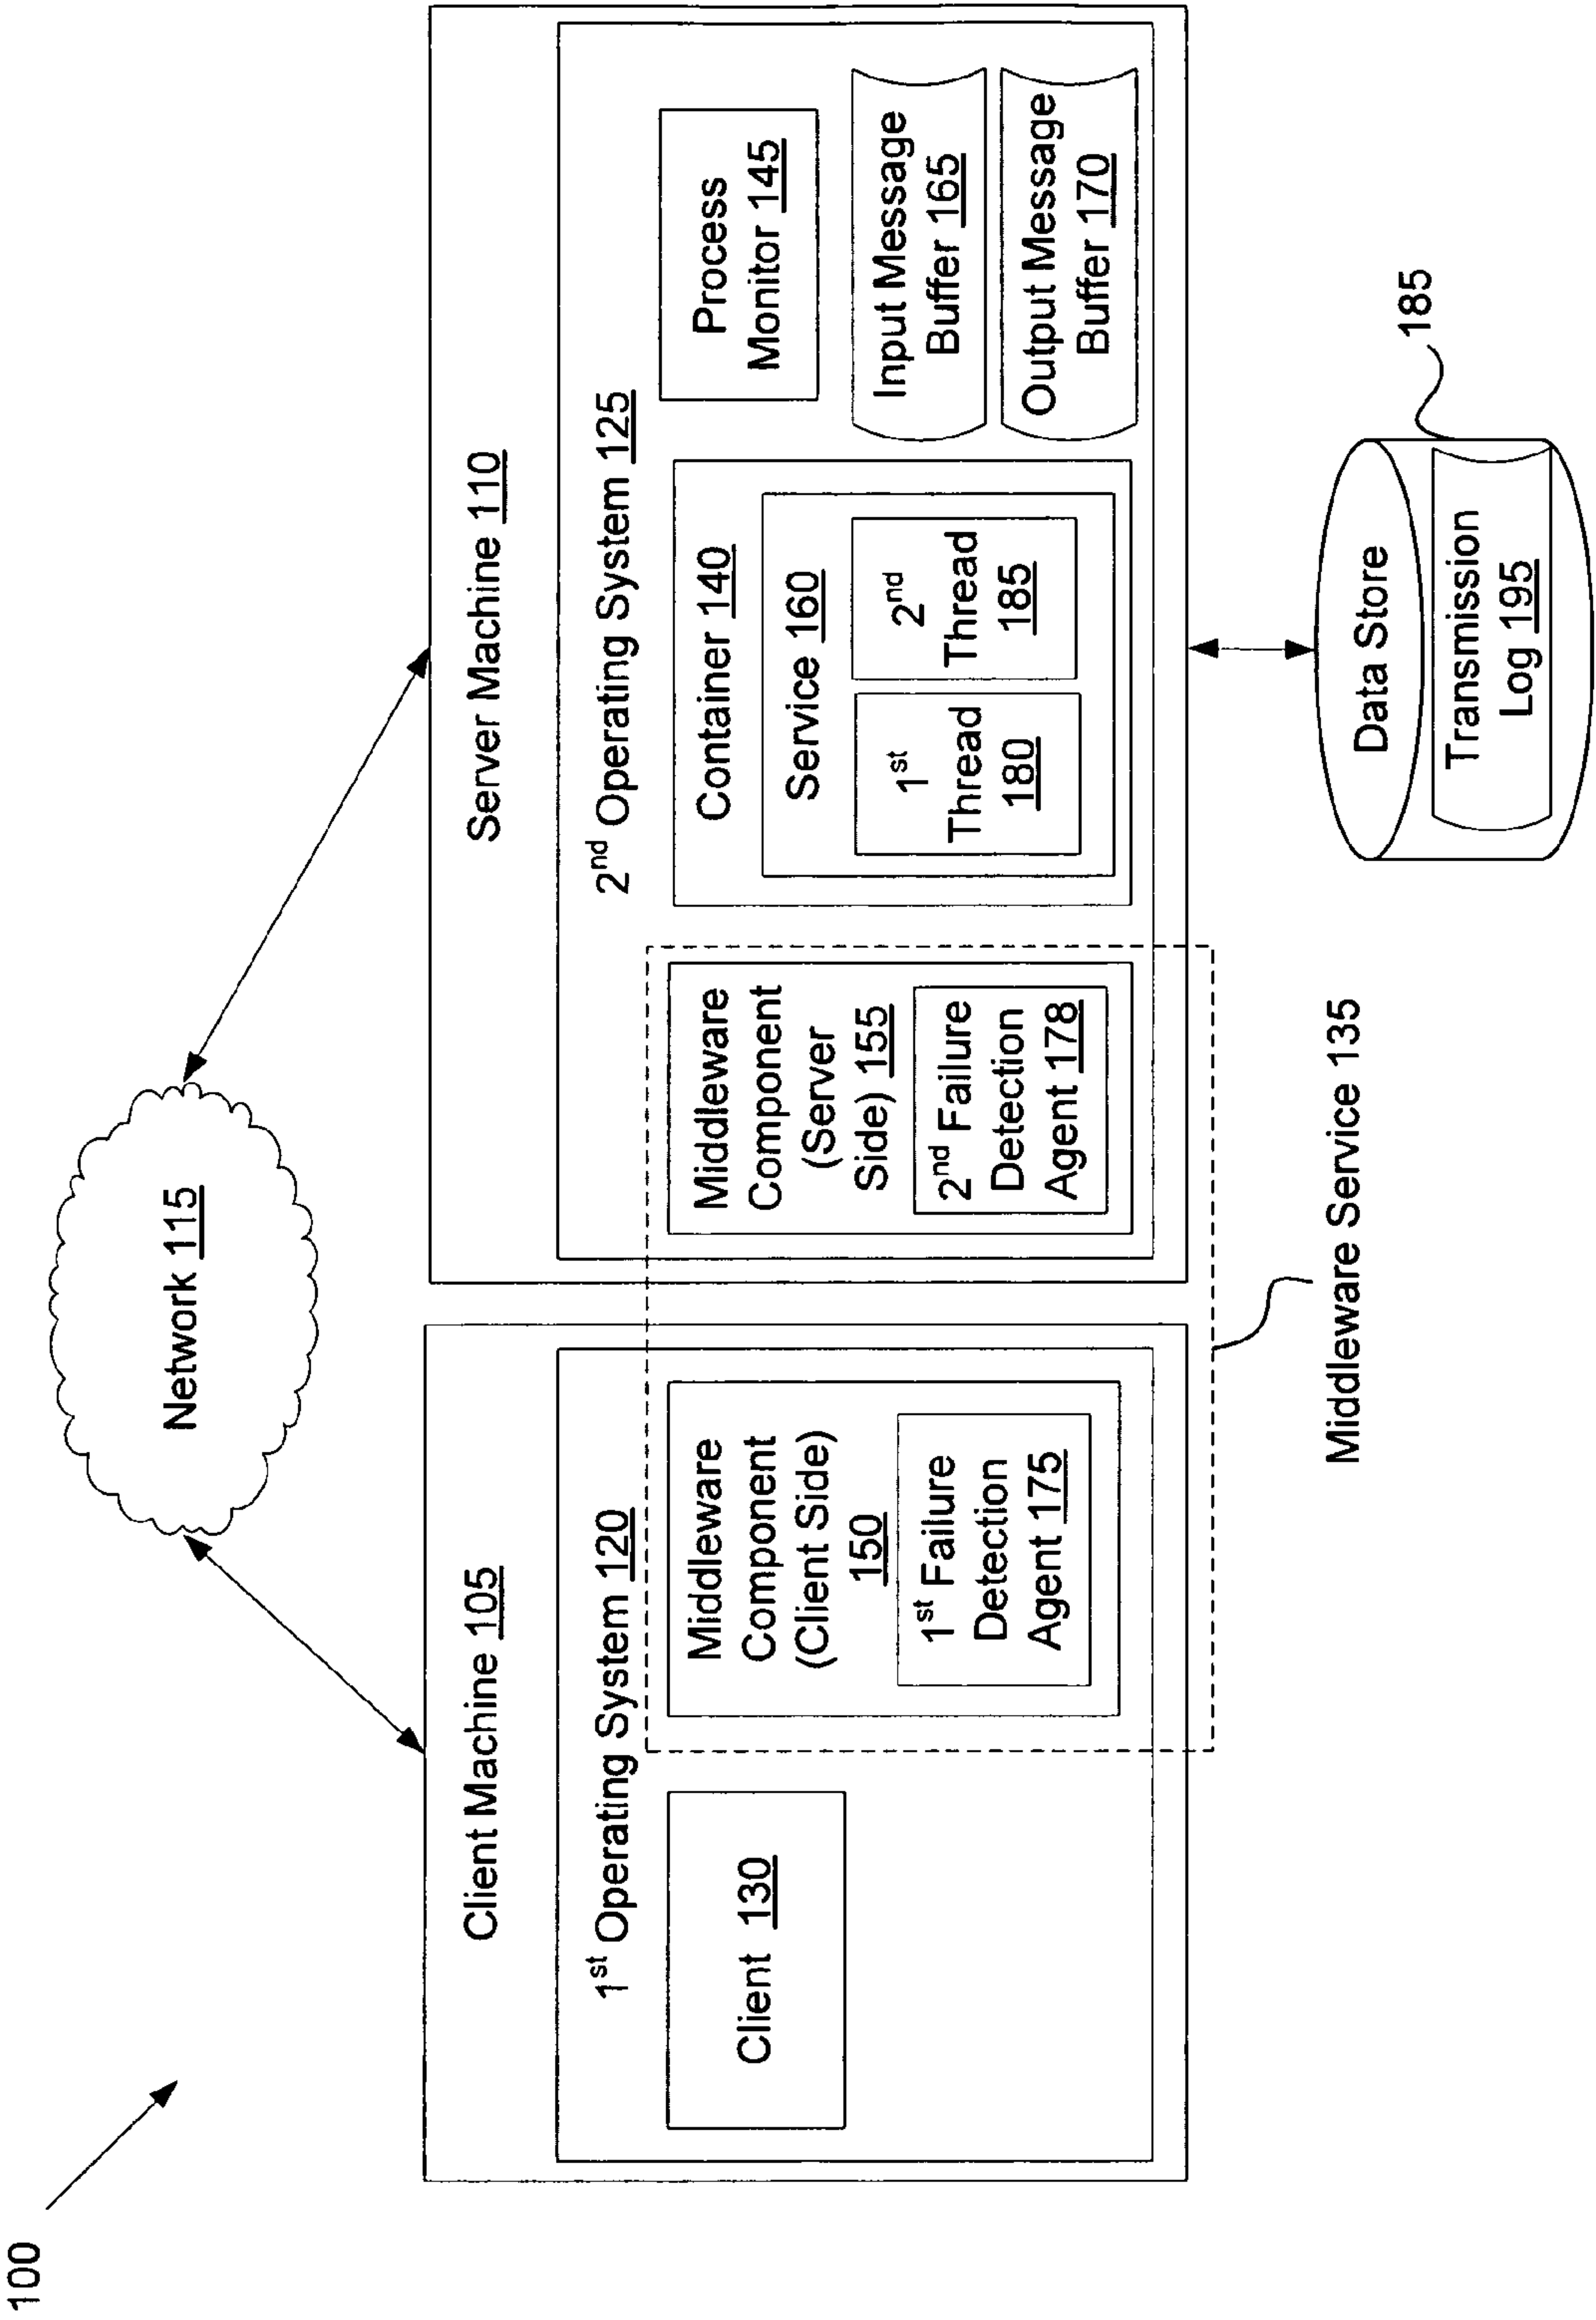 100
Network 115
Client Machine 105
1st Operating System 120
Client 130
Middleware
Component
(Client Side)
150
1st Failure
Detection
Agent 175
Server Machine 110
2nd Operating System 125
Middleware
Component
(Server
Side) 155
2nd Failure
Detection
Agent 178
Container 140
Service 160
1st
Thread
180
2nd
Thread
185
Process
Monitor 145
Input Message
Buffer 165
Output Message
Buffer 170
Middleware Service 135
Data Store
Transmission
Log 195
185